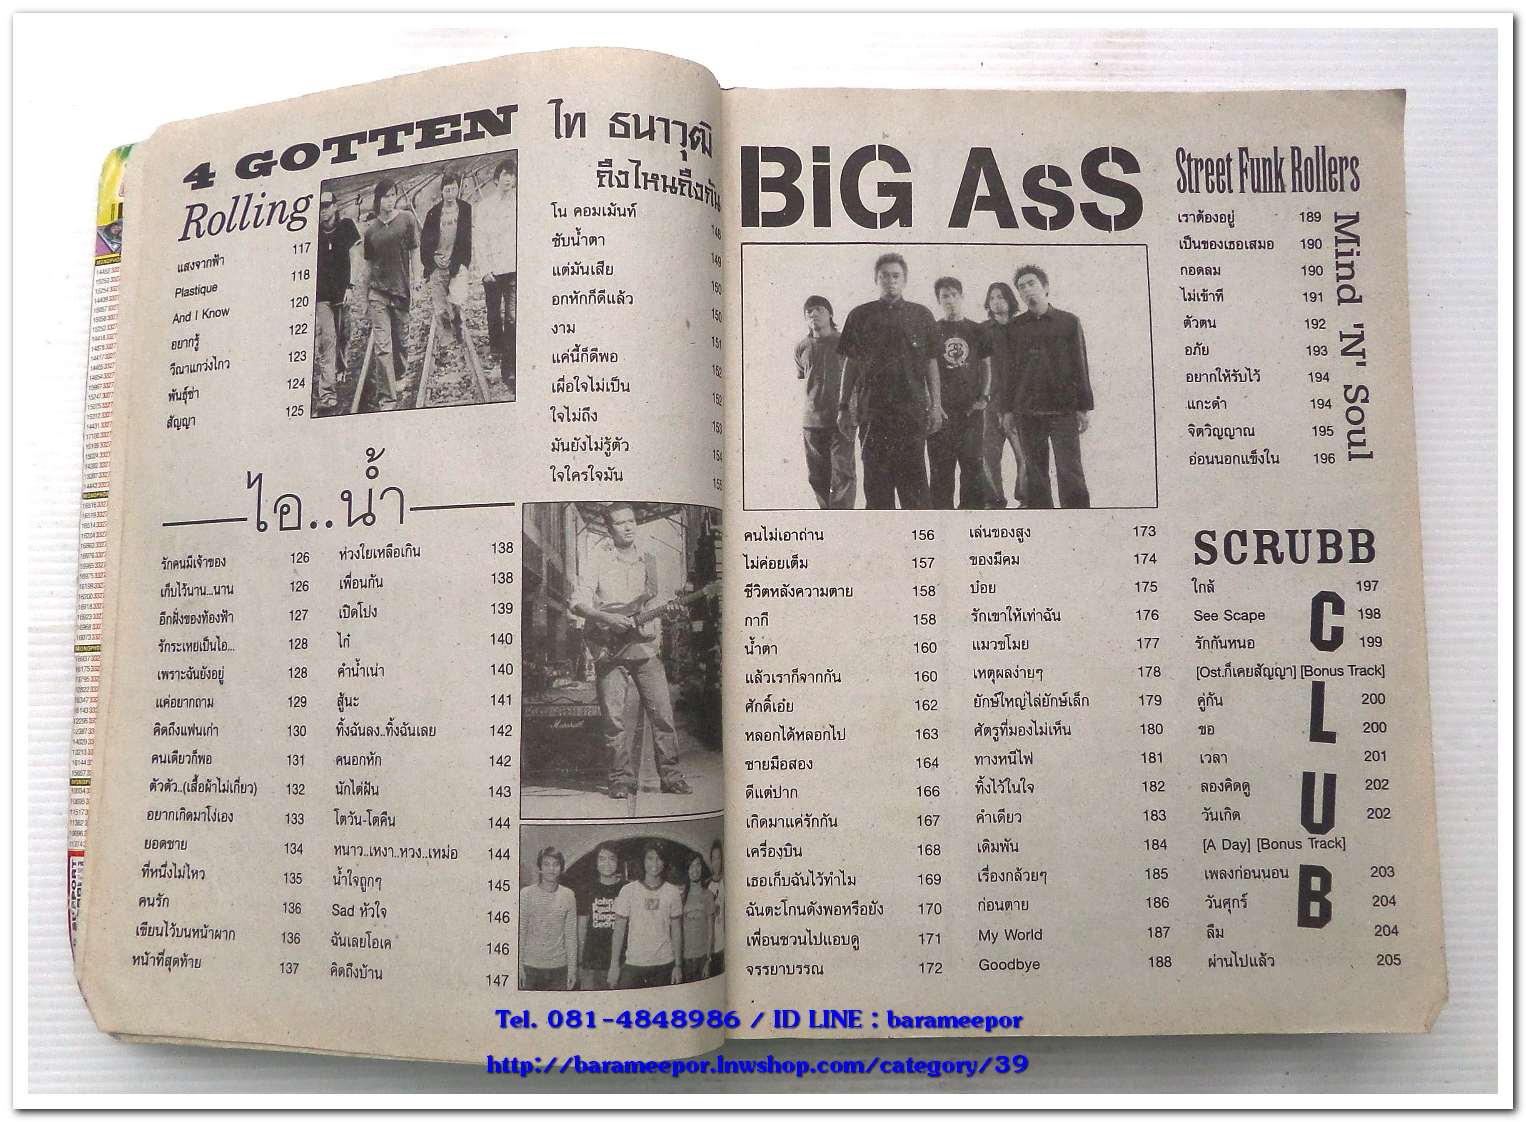 4 GOTTEN
Rolling
แสงจากฟ้า 117
Plastique 118
And I Know 120
อยากรู้ 122
วีณาแกว่งไกว 123
พันธุ์ซ่า 124
สัญญา 125
ไท ธนาวุฒิ
ถึงไหนถึงกัน
โน คอมเม้นท์ 148
ซับน้ำตา 149
แต่มันเสีย 150
อกหักก็ดีแล้ว 150
งาม 151
แค่นี้ก็ดีพอ 152
เผื่อใจไม่เป็น 152
ใจไม่ถึง 153
มันยังไม่รู้ตัว 154
ใจใครใจมัน 155
ไอ..น้ำ
รักคนมีเจ้าของ 126
เก็บไว้นาน...นาน 126
อีกฝั่งของท้องฟ้า 127
รักระเหยเป็นไอ... 128
เพราะฉันยังอยู่ 128
แค่อยากถาม 129
คิดถึงแฟนเก่า 130
คนเดียวก็พอ 131
ตัวตัว..(เสื้อผ้าไม่เกี่ยว) 132
อยากเกิดมาโง่เอง 133
ยอดชาย 134
ที่หนึ่งไม่ไหว 135
คนรัก 136
เขียนไว้บนหน้าผาก 136
หน้าที่สุดท้าย 137
ห่วงใยเหลือเกิน 138
เพื่อนกัน 138
เปิดโปง 139
ไก่ 140
คำน้ำเน่า 140
สู้นะ 141
ทิ้งฉันลง..ทิ้งฉันเลย 142
คนอกหัก 142
นักไต่ฝัน 143
โตวัน-โตคืน 144
หนาว..เหงา..หวง..เหม่อ 144
น้ำใจถูกๆ 145
Sad หัวใจ 146
ฉันเลยโอเค 146
คิดถึงบ้าน 147
BiG AsS
คนไม่เอาถ่าน 156
ไม่ค่อยเต็ม 157
ชีวิตหลังความตาย 158
กากี 158
น้ำตา 160
แล้วเราก็จากกัน 160
ศักดิ์เอ๋ย 162
หลอกได้หลอกไป 163
ชายมือสอง 164
ดีแต่ปาก 166
เกิดมาแค่รักกัน 167
เครื่องบิน 168
เธอเก็บฉันไว้ทำไม 169
ฉันตะโกนดังพอหรือยัง 170
เพื่อนชวนไปแอบดู 171
จรรยาบรรณ 172
เล่นของสูง 173
ของมีคม 174
บ๋อย 175
รักเขาให้เท่าฉัน 176
แมวขโมย 177
เหตุผลง่ายๆ 178
ยักษ์ใหญ่ไล่ยักษ์เล็ก 179
ศัตรูที่มองไม่เห็น 180
ทางหนีไฟ 181
ทิ้งไว้ในใจ 182
คำเดียว 183
เดิมพัน 184
เรื่องกล้วยๆ 185
ก่อนตาย 186
My World 187
Goodbye 188
Street Funk Rollers
Mind 'N' Soul
เราต้องอยู่ 189
เป็นของเธอเสมอ 190
กอดลม 190
ไม่เข้าที 191
ตัวตน 192
อภัย 193
อยากให้รับไว้ 194
แกะดำ 194
จิตวิญญาณ 195
อ่อนนอกแข็งใน 196
SCRUBB
CLUB
ใกล้ 197
See Scape 198
รักกันหนอ 199
[Ost.ก็เคยสัญญา] [Bonus Track]
คู่กัน 200
ขอ 200
เวลา 201
ลองคิดดู 202
วันเกิด 202
[A Day] [Bonus Track]
เพลงก่อนนอน 203
วันศุกร์ 204
ลืม 204
ผ่านไปแล้ว 205
Tel. 081-4848986 / ID LINE : barameepor
http://barameepor.lnwshop.com/category/39